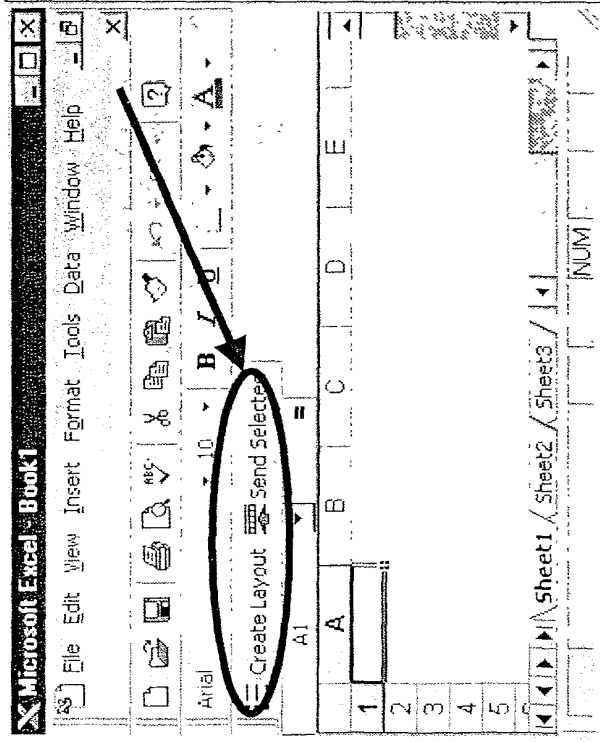 Microsoft Excel - Book1
File Edit View Insert Format Tools Data Window Help
ABC
?
Arial 10 B I U A
Create Layout Send Selected
A1 =
A B C D E
1
2
3
4
5
Sheet1 Sheet2 Sheet3
NUM